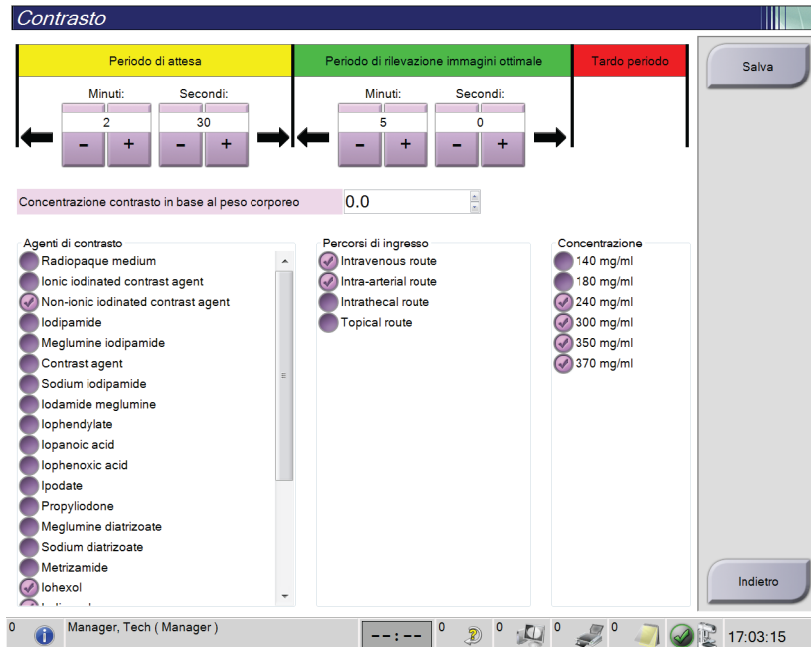 Contrasto
Periodo di attesa
Periodo di rilevazione immagini ottimale
Tardo periodo
Salva
Minuti: Secondi: Minuti: Secondi:
2 30 5 0
- + - + - + - +
Concentrazione contrasto in base al peso corporeo 0.0
Agenti di contrasto
Radiopaque medium
Ionic iodinated contrast agent
Non-ionic iodinated contrast agent
Iodipamide
Meglumine iodipamide
Contrast agent
Sodium iodipamide
Iodamide meglumine
Iophendylate
Iopanoic acid
Iophenoxic acid
Ipodate
Propyliodone
Meglumine diatrizoate
Sodium diatrizoate
Metrizamide
Iohexol
Percorsi di ingresso
Intravenous route
Intra-arterial route
Intrathecal route
Topical route
Concentrazione
140 mg/ml
180 mg/ml
240 mg/ml
300 mg/ml
350 mg/ml
370 mg/ml
Indietro
0 Manager, Tech ( Manager ) --:-- 0 0 0 0 17:03:15